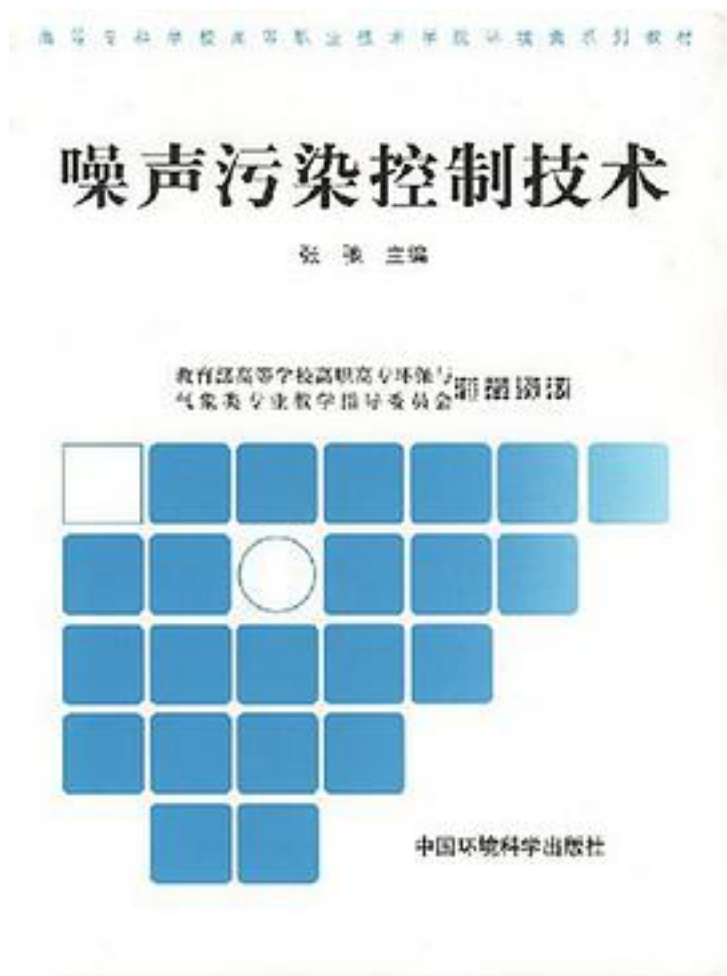 高等专科学校高等职业技术学院环境类系列教材
噪声污染控制技术
张 主编
教育部高等学校高职高专环保与
气象类专业教学指导委员会
中国环境科学出版社